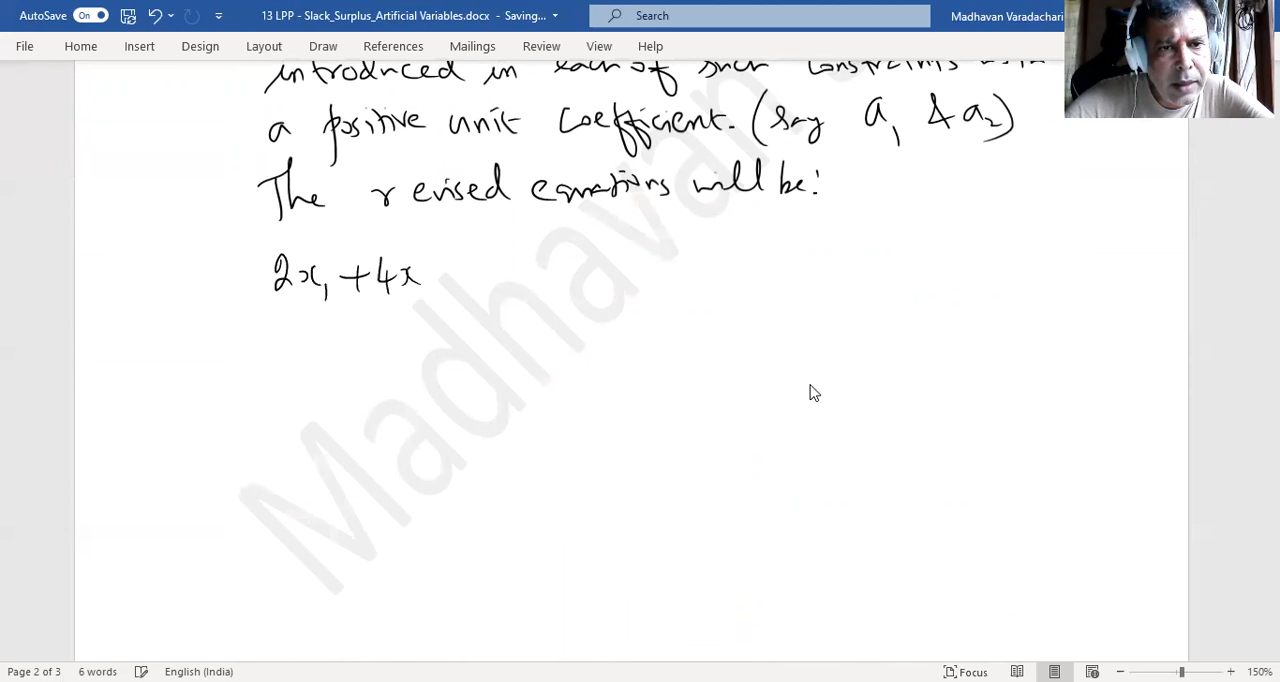 AutoSave On 13 LPP - Slack_Surplus_Artificial Variables.docx - Saving... Search Madhavan Varadachari
File Home Insert Design Layout Draw References Mailings Review View Help
introduced in each of such constraints with
a positive unit coefficient. (Say a₁ & a₂)
The revised equations will be:
2x₁ + 4x
Madhavan
Page 2 of 3 6 words English (India) Focus 150%